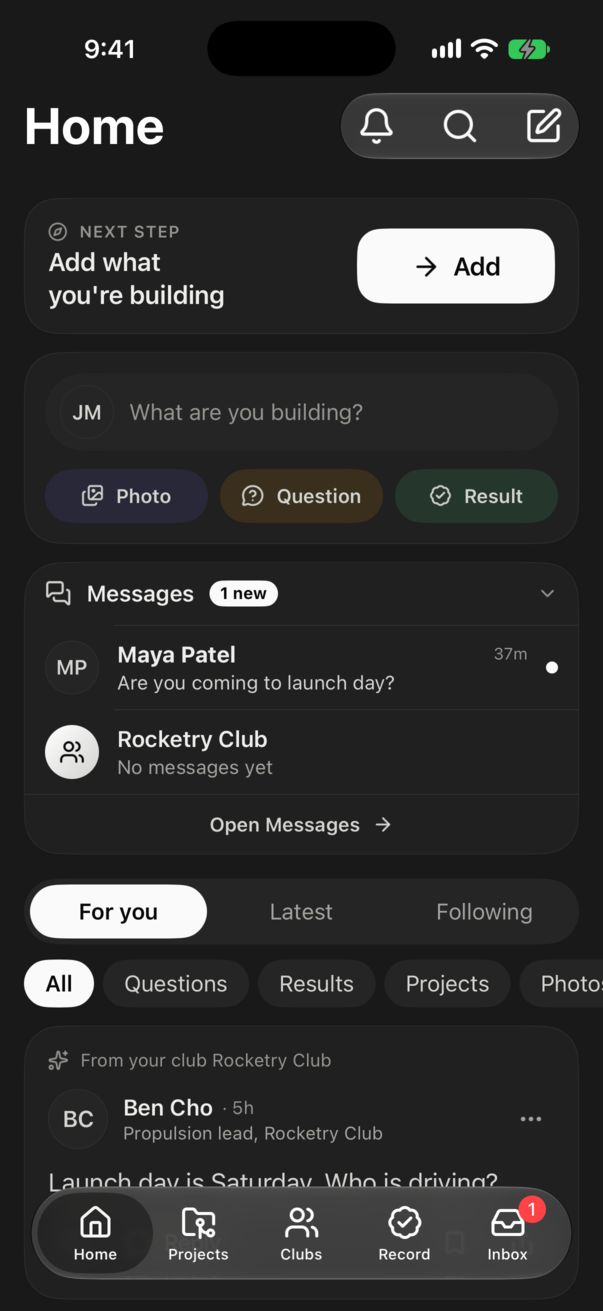 9:41
Home
NEXT STEP
Add what
you're building
Add
JM
What are you building?
Photo
Question
Result
Messages
1 new
MP
Maya Patel
37m
Are you coming to launch day?
Rocketry Club
No messages yet
Open Messages
For you
Latest
Following
All
Questions
Results
Projects
Photos
From your club Rocketry Club
BC
Ben Cho · 5h
Propulsion lead, Rocketry Club
Launch day is Saturday. Who is driving?
Home
Projects
Clubs
Record
Inbox
1